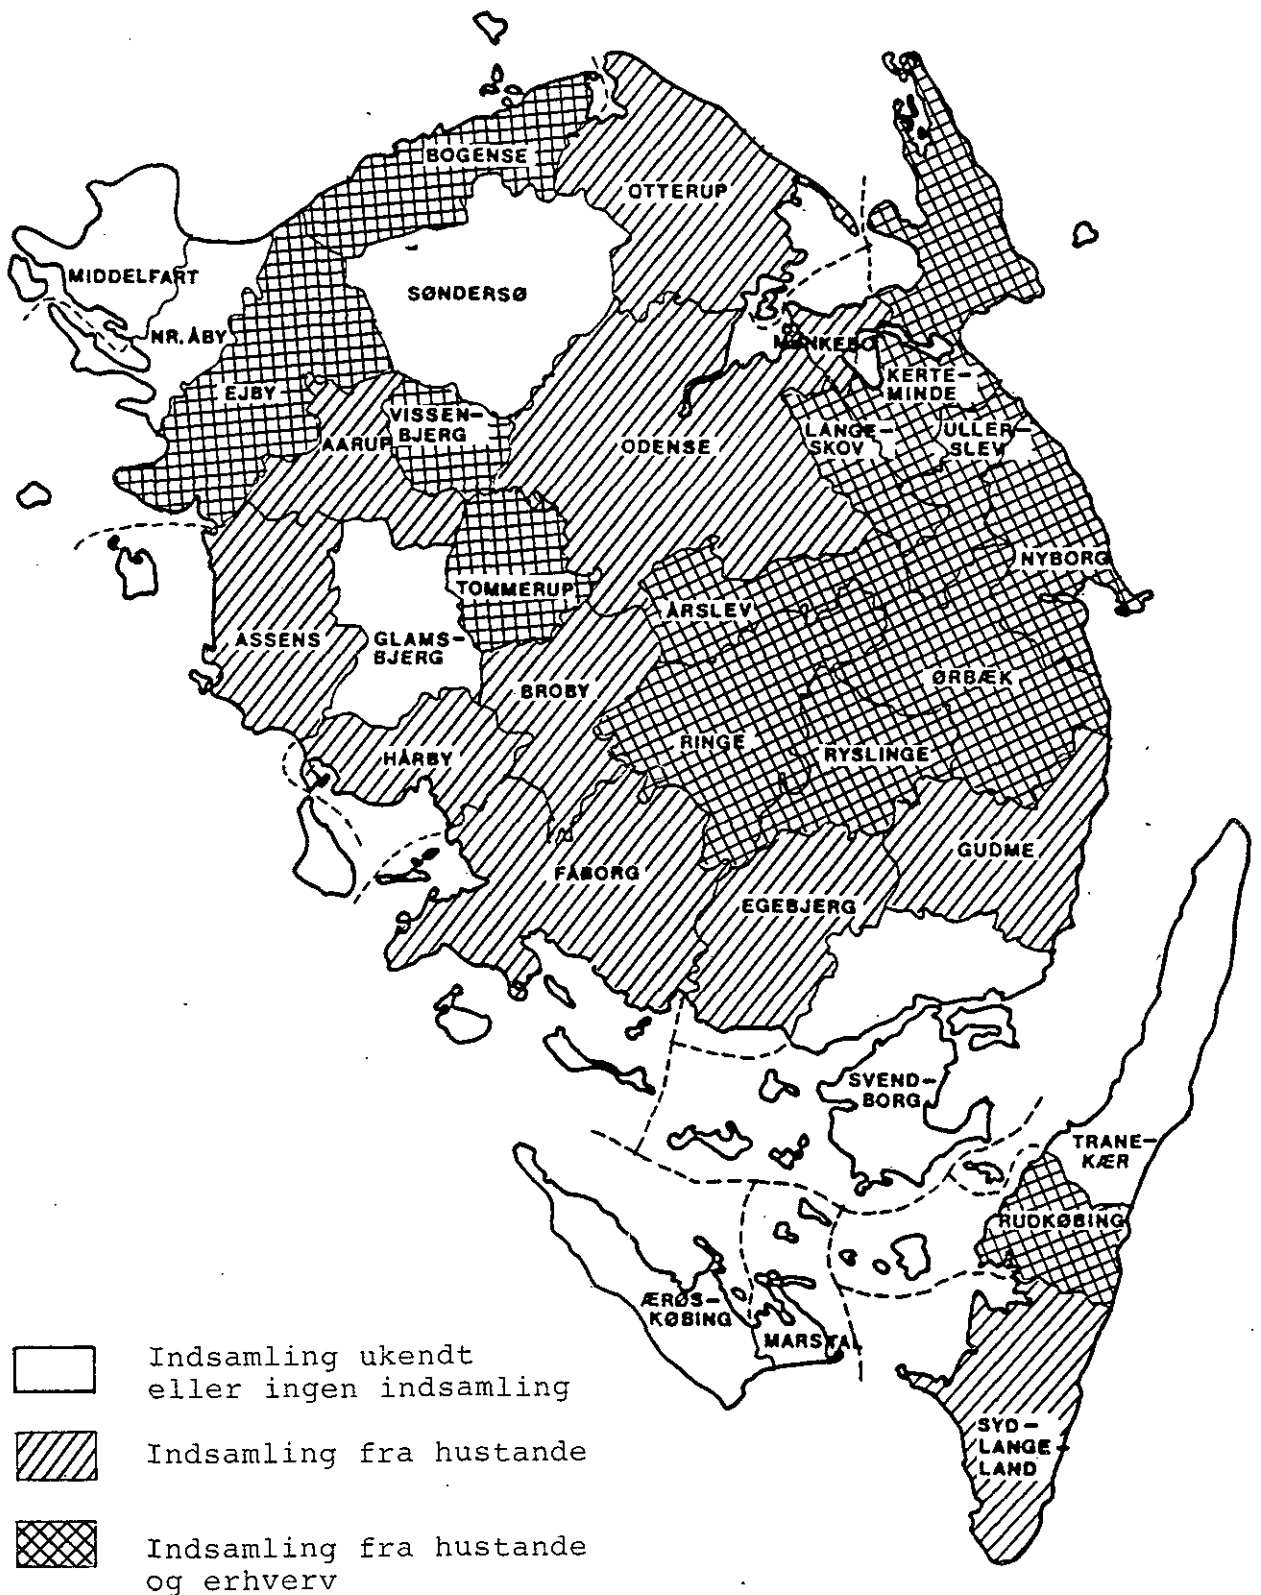 BOGENSE
OTTERUP
MIDDELFART
SØNDERSØ
NR. ÅBY
MUNKEBO
KERTE-
MINDE
EJBY
VISSEN-
BJERG
AARUP
ODENSE
LANGE-
SKOV
ULLER-
SLEV
NYBORG
TOMMERUP
ÅRSLEV
ASSENS
GLAMS-
BJERG
BROBY
ØRBÆK
HÅRBY
RINGE
RYSLINGE
GUDME
FÅBORG
EGEBJERG
SVEND-
BORG
TRANE-
KÆR
RUDKØBING
ÆRØS-
KØBING
MARSTAL
SYD-
LANGE-
LAND
Indsamling ukendt
eller ingen indsamling
Indsamling fra hustande
Indsamling fra hustande
og erhverv